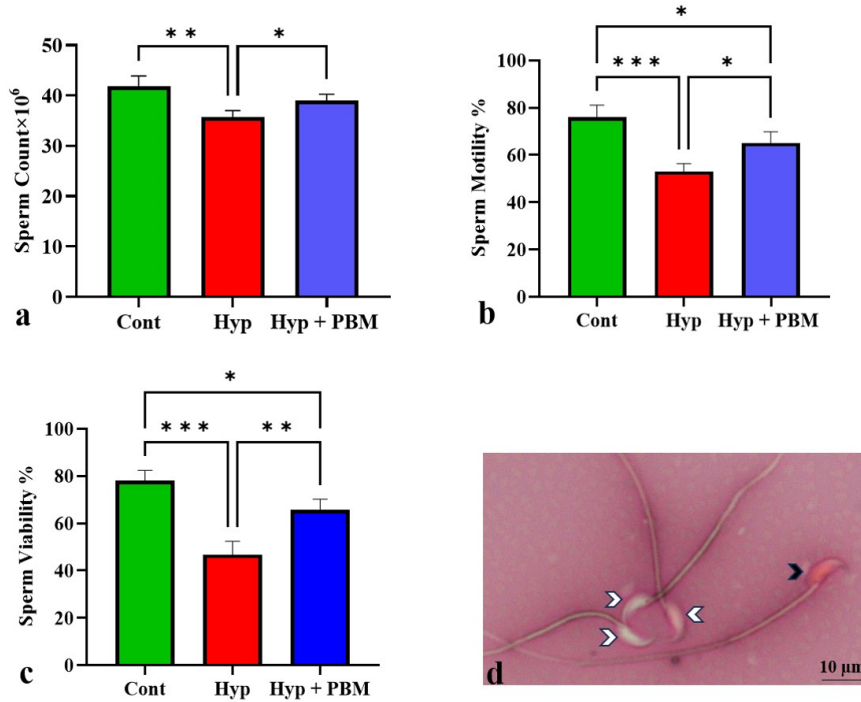 ** *
50
40
30
20
10
0
Sperm Count×10⁶
Cont Hyp Hyp + PBM
a
*
*** *
100
80
60
40
20
0
Sperm Motility %
Cont Hyp Hyp + PBM
b
*
*** **
100
80
60
40
20
0
Sperm Viability %
Cont Hyp Hyp + PBM
c
d
10 μm